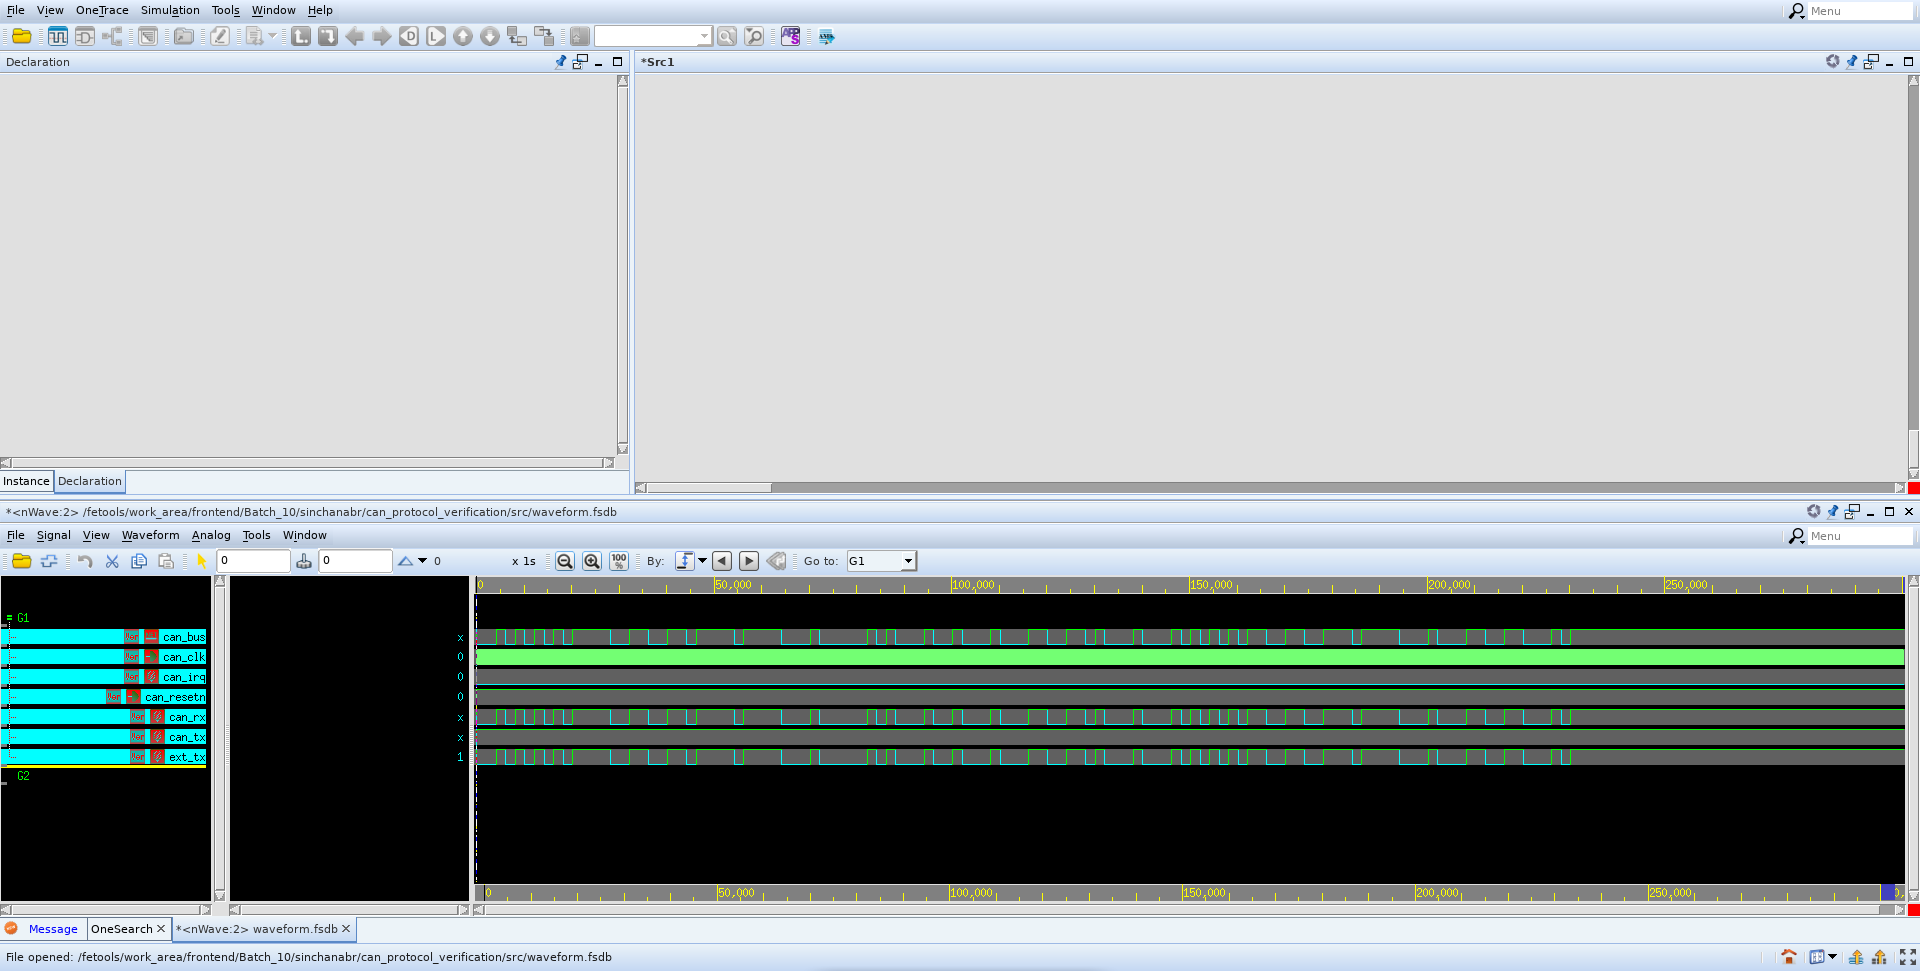 File View OneTrace Simulation Tools Window Help Menu
Declaration
*Src1
Instance Declaration
*<nWave:2> /fetools/work_area/frontend/Batch_10/sinchanabr/can_protocol_verification/src/waveform.fsdb
File Signal View Waveform Analog Tools Window Menu
0 0 0 x 1s 100% By: Go to: G1
0 50,000 100,000 150,000 200,000 250,000
G1
can_bus x
can_clk 0
can_irq 0
can_resetn 0
can_rx x
can_tx x
ext_tx 1
G2
0 50,000 100,000 150,000 200,000 250,000
Message OneSearch *<nWave:2> waveform.fsdb
File opened: /fetools/work_area/frontend/Batch_10/sinchanabr/can_protocol_verification/src/waveform.fsdb